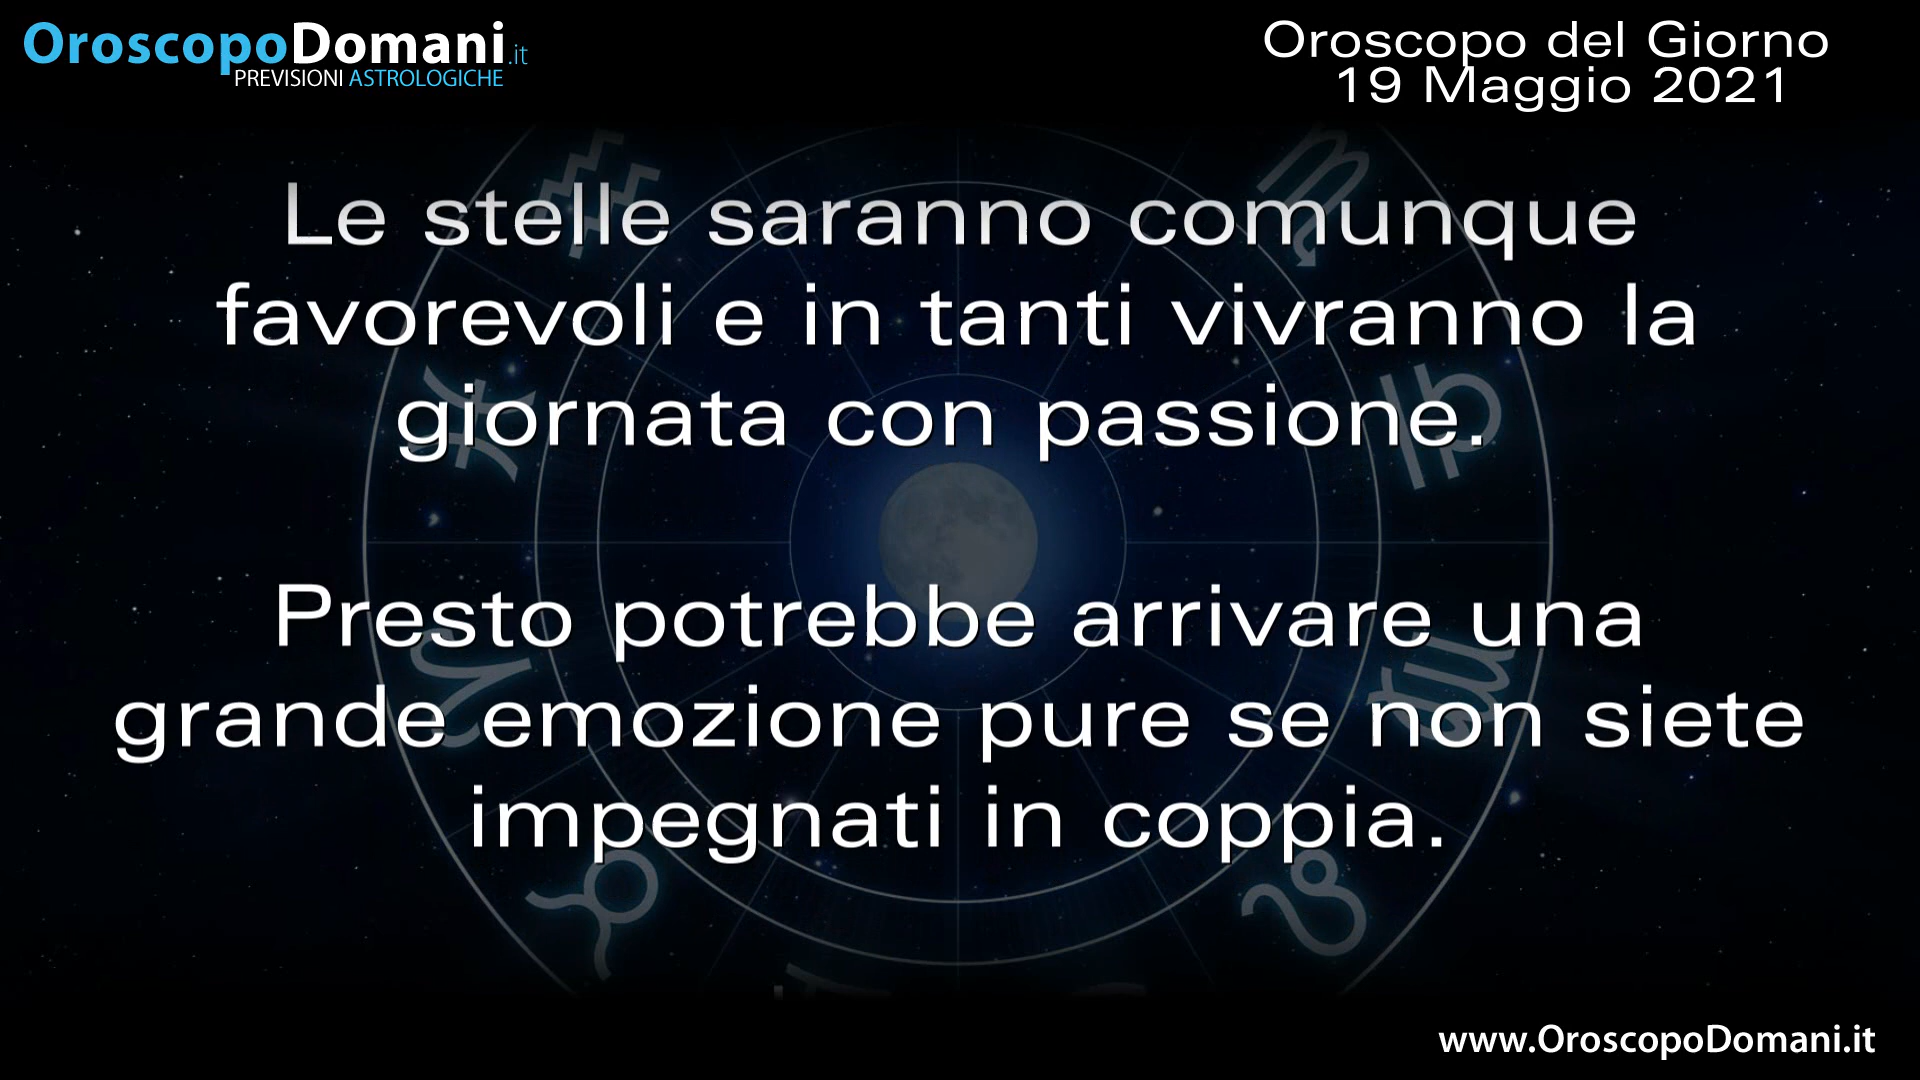 OroscopoDomani.it
PREVISIONI ASTROLOGICHE
Oroscopo del Giorno
19 Maggio 2021
Le stelle saranno comunque
favorevoli e in tanti vivranno la
giornata con passione.
Presto potrebbe arrivare una
grande emozione pure se non siete
impegnati in coppia.
www.OroscopoDomani.it